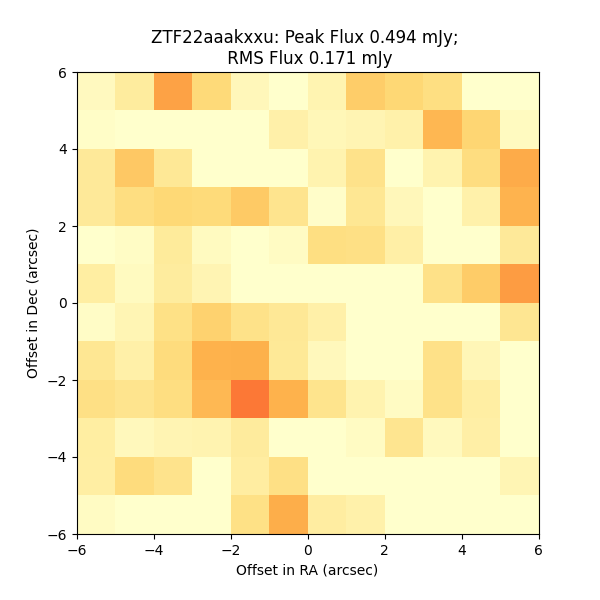 ZTF22aaakxxu: Peak Flux 0.494 mJy;
RMS Flux 0.171 mJy
6
4
2
0
−2
−4
−6
Offset in Dec (arcsec)
−6 −4 −2 0 2 4 6
Offset in RA (arcsec)